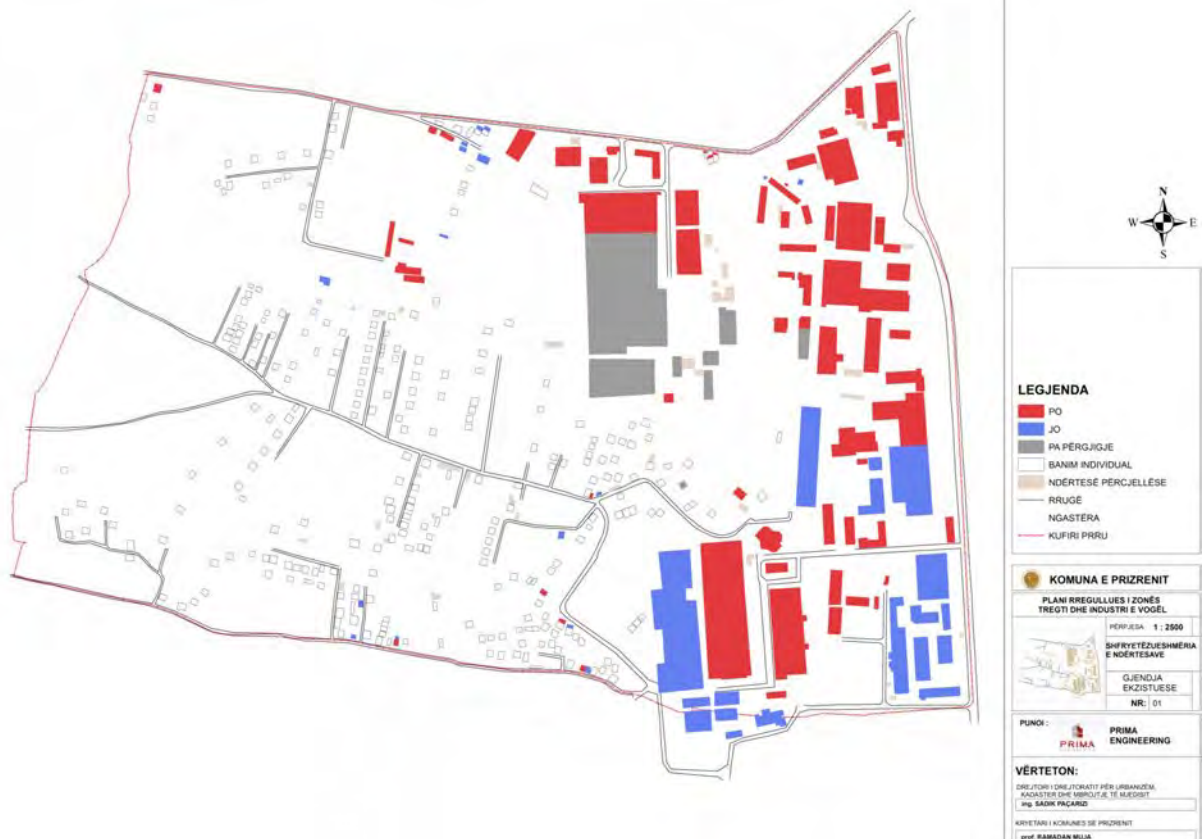 N
W E
S
LEGJENDA
PO
JO
PA PËRGJIGJE
BANIM INDIVIDUAL
NDËRTESË PËRCJELLËSE
RRUGË
NGASTËRA
KUFIRI PRRU
KOMUNA E PRIZRENIT
PLANI RREGULLUES I ZONËS
TREGTI DHE INDUSTRI E VOGËL
PËRPJESA: 1 : 2500
SHFRYETËZUESHMËRIA
E NDËRTESAVE
GJENDJA
EKZISTUESE
NR: 01
PUNOI :
PRIMA
ENGINEERING
PRIMA
VËRTETON:
DREJTORI I DREJTORATIT PËR URBANIZËM,
KADASTER DHE MBROJTJE TË MJEDISIT
ing. SADIK PAÇARIZI
KRYETARI I KOMUNËS SË PRIZRENIT
prof. RAMADAN MUJA